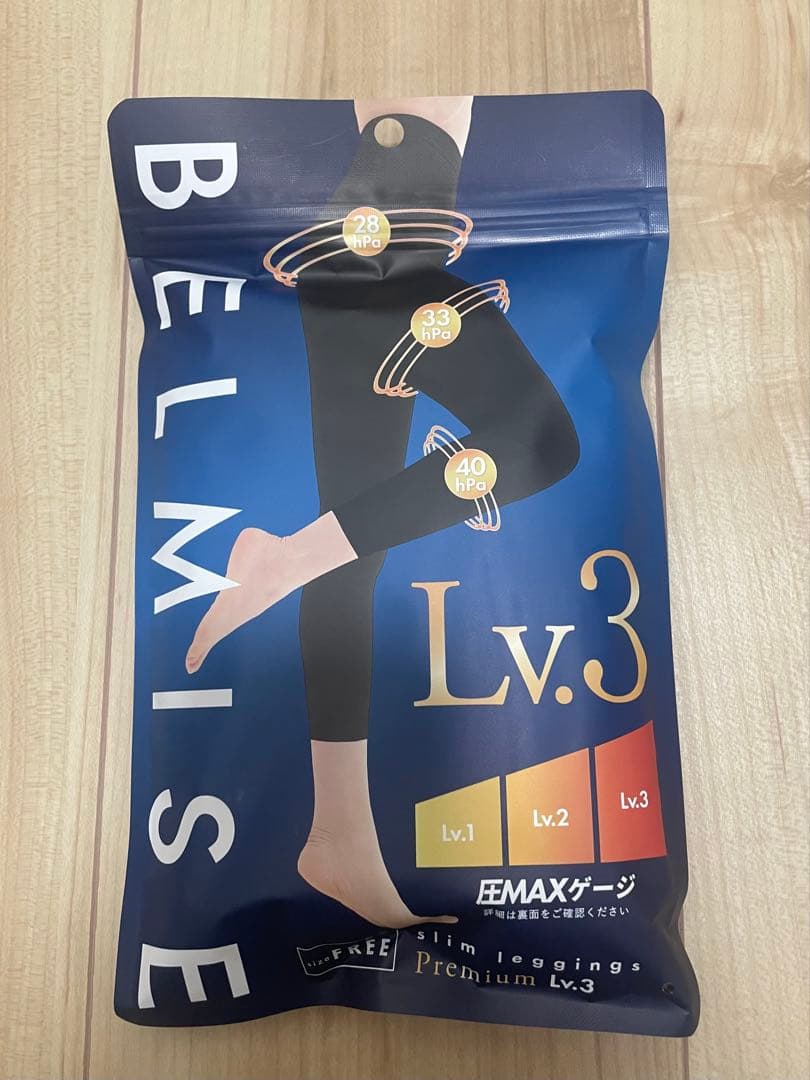 BELMISE
28
hPa
33
hPa
40
hPa
Lv.3
Lv.1
Lv.2
Lv.3
圧MAXゲージ
詳細は裏面をご確認ください
size FREE
slim leggings
Premium Lv.3